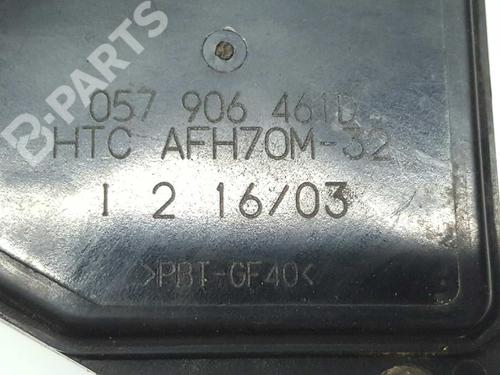 B-PARTS
057 906 461D
HTC AFH70M-32
I 2 16/03
>PBT-GF40<